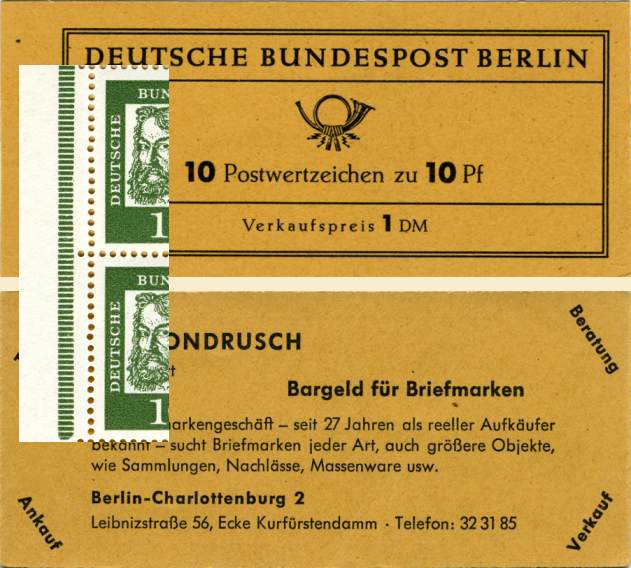 DEUTSCHE BUNDESPOST BERLIN
10 Postwertzeichen zu 10 Pf
Verkaufspreis 1 DM
DEUTSCHE BUN
1
DEUTSCHE BUN
1
ONDRUSCH
Beratung
Bargeld für Briefmarken
arkengeschäft – seit 27 Jahren als reeller Aufkäufer
bekannt – sucht Briefmarken jeder Art, auch größere Objekte,
wie Sammlungen, Nachlässe, Massenware usw.
Berlin-Charlottenburg 2
Leibnizstraße 56, Ecke Kurfürstendamm · Telefon: 32 31 85
Ankauf
Verkauf